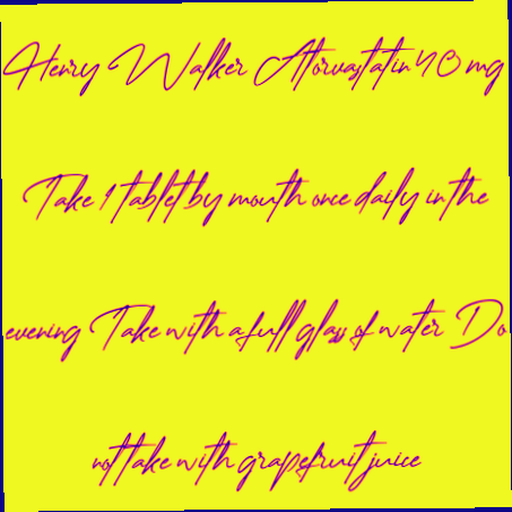 Henry Walker Atorvastatin 40 mg
Take 1 tablet by mouth once daily in the
evening Take with a full glass of water Do
not take with grapefruit juice